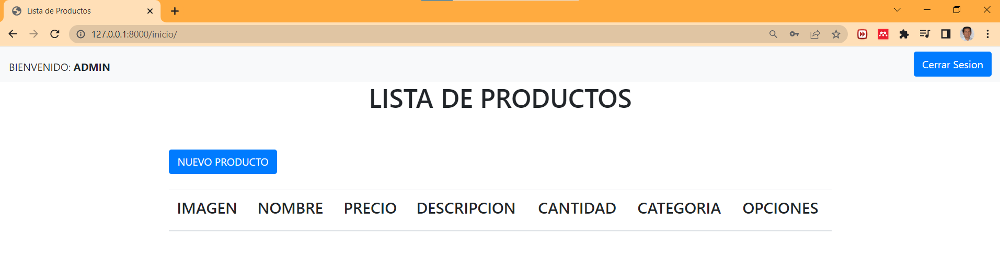 Lista de Productos
127.0.0.1:8000/inicio/
BIENVENIDO: ADMIN
Cerrar Sesion
LISTA DE PRODUCTOS
NUEVO PRODUCTO
IMAGEN NOMBRE PRECIO DESCRIPCION CANTIDAD CATEGORIA OPCIONES